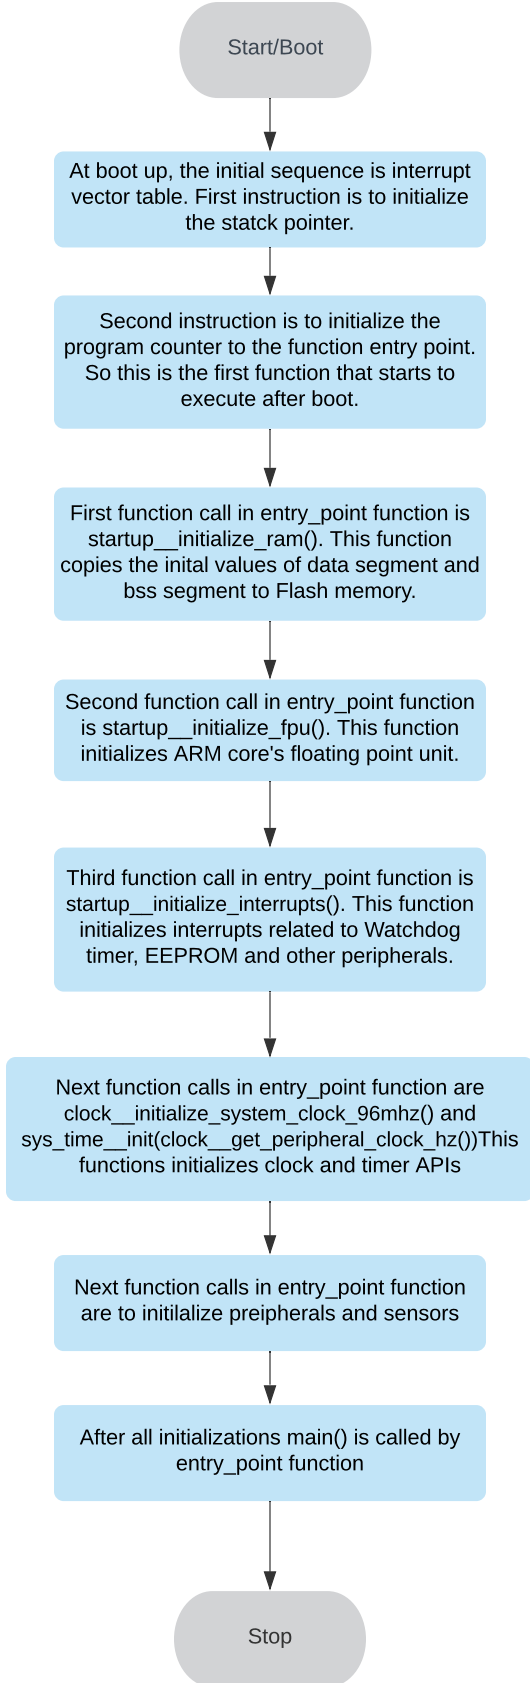 Start/Boot
At boot up, the initial sequence is interrupt
vector table. First instruction is to initialize
the statck pointer.
Second instruction is to initialize the
program counter to the function entry point.
So this is the first function that starts to
execute after boot.
First function call in entry_point function is
startup__initialize_ram(). This function
copies the inital values of data segment and
bss segment to Flash memory.
Second function call in entry_point function
is startup__initialize_fpu(). This function
initializes ARM core's floating point unit.
Third function call in entry_point function is
startup__initialize_interrupts(). This function
initializes interrupts related to Watchdog
timer, EEPROM and other peripherals.
Next function calls in entry_point function are
clock__initialize_system_clock_96mhz() and
sys_time__init(clock__get_peripheral_clock_hz())This
functions initializes clock and timer APIs
Next function calls in entry_point function
are to initilalize preipherals and sensors
After all initializations main() is called by
entry_point function
Stop